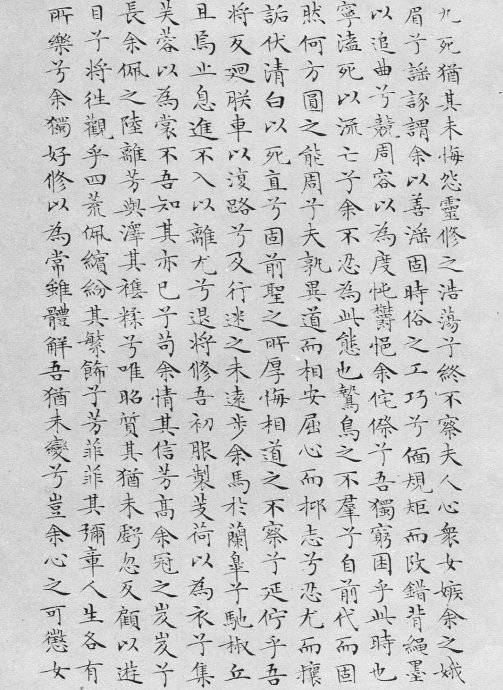 九死猶其未悔怨靈修之浩蕩兮終不察夫人心衆女嫉余之娥
眉兮謡諑謂余以善淫固時俗之工巧兮偭規矩而改錯背繩墨
以追曲兮競周容以為度忳鬱悒余侘傺兮吾獨窮困乎此時也
寧溘死以流亡兮余不忍為此態也鷙鳥之不羣兮自前代而固
然何方圓之能周兮夫孰異道而相安屈心而抑志兮忍尤而攘
詬伏清白以死直兮固前聖之所厚悔相道之不察兮延佇乎吾
將反廻朕車以復路兮及行迷之未遠步余馬於蘭臯兮馳椒丘
且焉止息進不入以離尤兮退將修吾初服製芰荷以為衣兮集
芙蓉以為裳不吾知其亦已兮苟余情其信芳高余冠之岌岌兮
長余佩之陸離芳與澤其雜糅兮唯昭質其猶未虧忽反顧以遊
目兮將往觀乎四荒佩繽紛其繁飾兮芳菲菲其彌章人生各有
所樂兮余獨好修以為常雖體解吾猶未變兮豈余心之可懲女